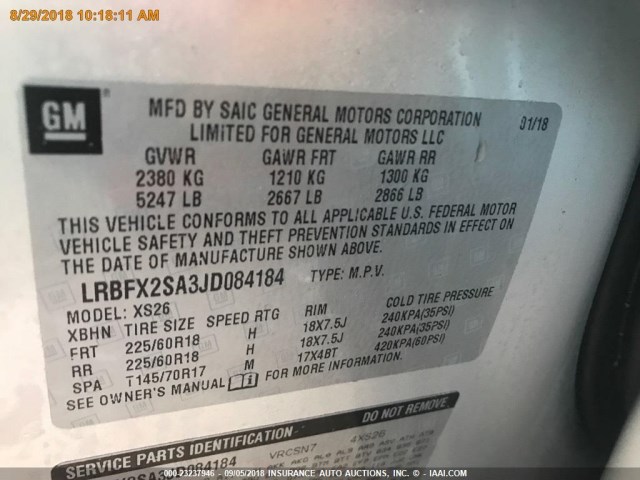 8/29/2018 10:18:11 AM
GM ®
MFD BY SAIC GENERAL MOTORS CORPORATION 01/18
LIMITED FOR GENERAL MOTORS LLC
GVWR GAWR FRT GAWR RR
2380 KG 1210 KG 1300 KG
5247 LB 2667 LB 2866 LB
THIS VEHICLE CONFORMS TO ALL APPLICABLE U.S. FEDERAL MOTOR
VEHICLE SAFETY AND THEFT PREVENTION STANDARDS IN EFFECT ON
THE DATE OF MANUFACTURE SHOWN ABOVE.
LRBFX2SA3JD084184 TYPE: M.P.V.
MODEL: XS26
XBHN TIRE SIZE SPEED RTG RIM COLD TIRE PRESSURE
FRT 225/60R18 H 18X7.5J 240KPA(35PSI)
RR 225/60R18 H 18X7.5J 240KPA(35PSI)
SPA T145/70R17 M 17X4BT 420KPA(60PSI)
SEE OWNER'S MANUAL FOR MORE INFORMATION.
SERVICE PARTS IDENTIFICATION DO NOT REMOVE
084184 VRCSN7 4XS26
000-23237946 09/05/2018 © INSURANCE AUTO AUCTIONS, INC. - IAAI.COM